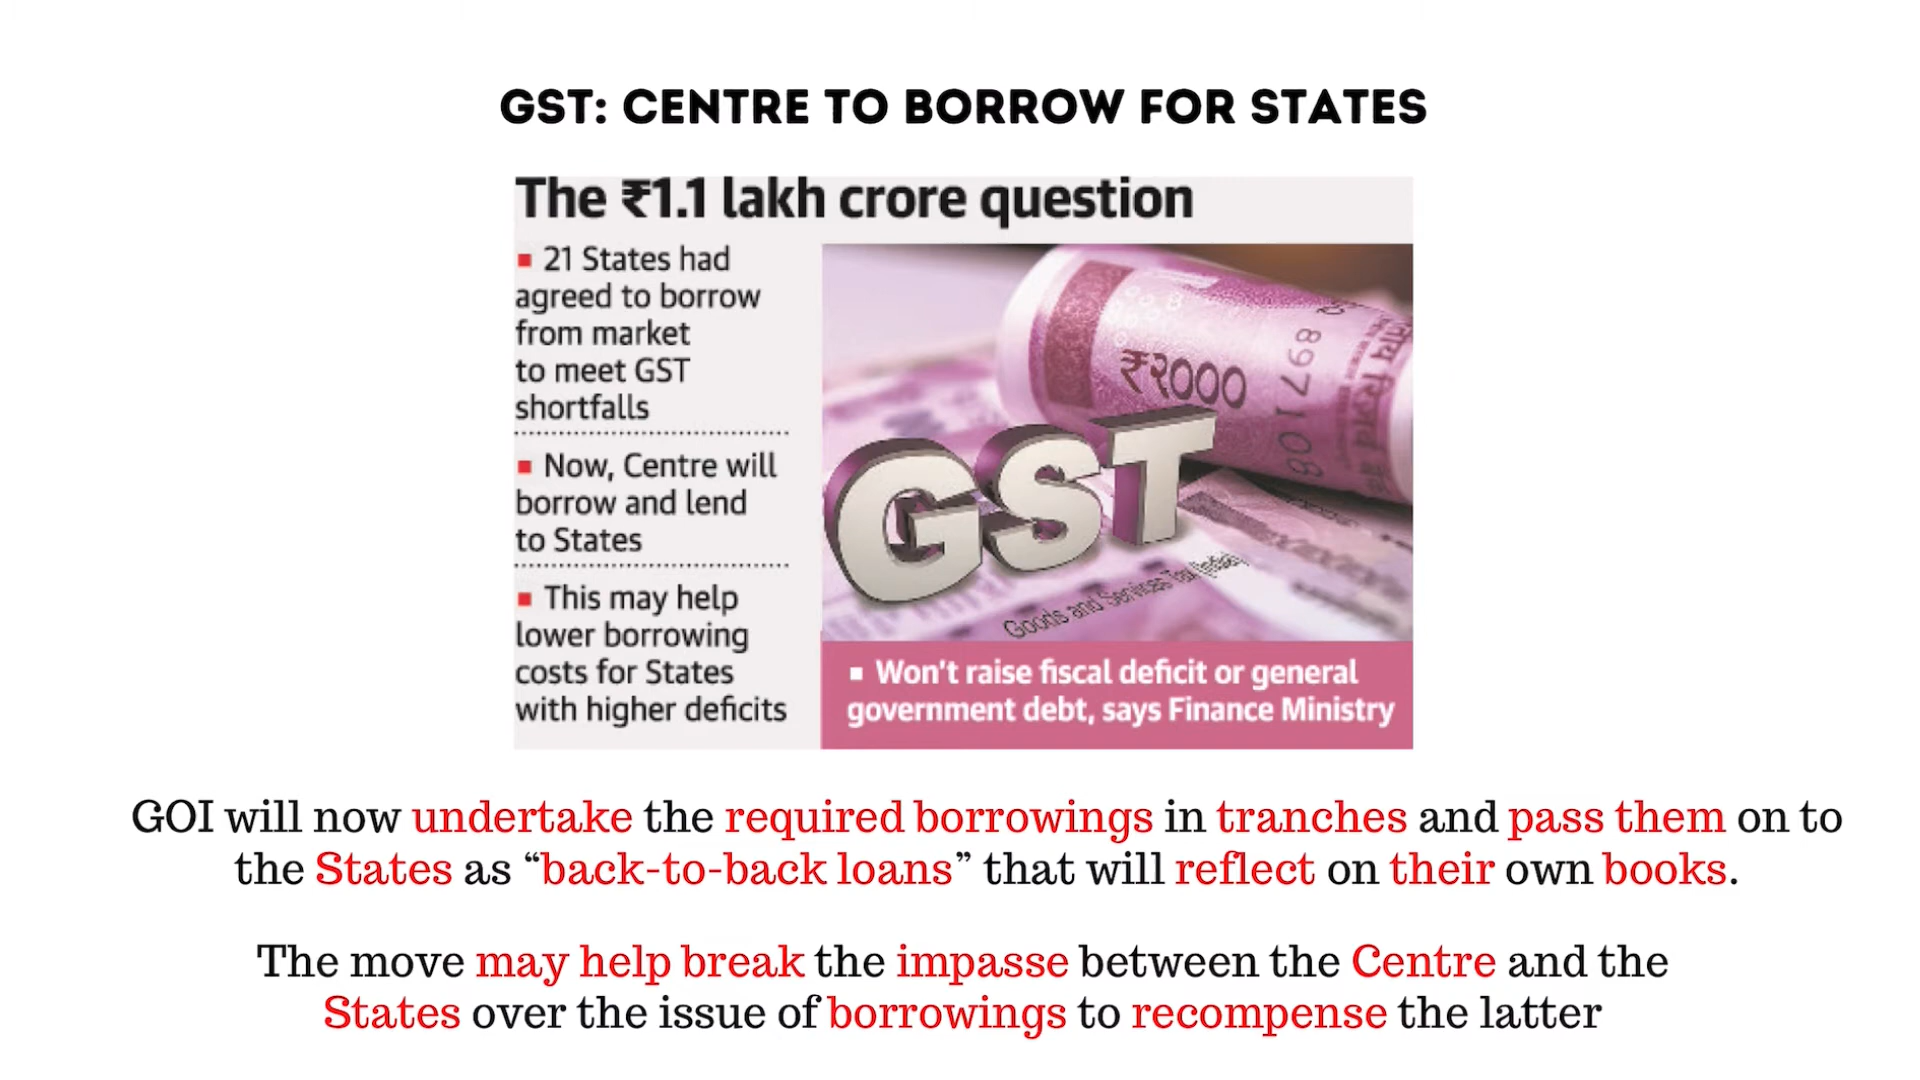 GST: CENTRE TO BORROW FOR STATES
The ₹1.1 lakh crore question
▪ 21 States had
agreed to borrow
from market
to meet GST
shortfalls
▪ Now, Centre will
borrow and lend
to States
▪ This may help
lower borrowing
costs for States
with higher deficits
₹२000
897108
GST
Goods and Services Tax (India)
▪ Won't raise fiscal deficit or general
government debt, says Finance Ministry
GOI will now undertake the required borrowings in tranches and pass them on to
the States as “back-to-back loans” that will reflect on their own books.
The move may help break the impasse between the Centre and the
States over the issue of borrowings to recompense the latter